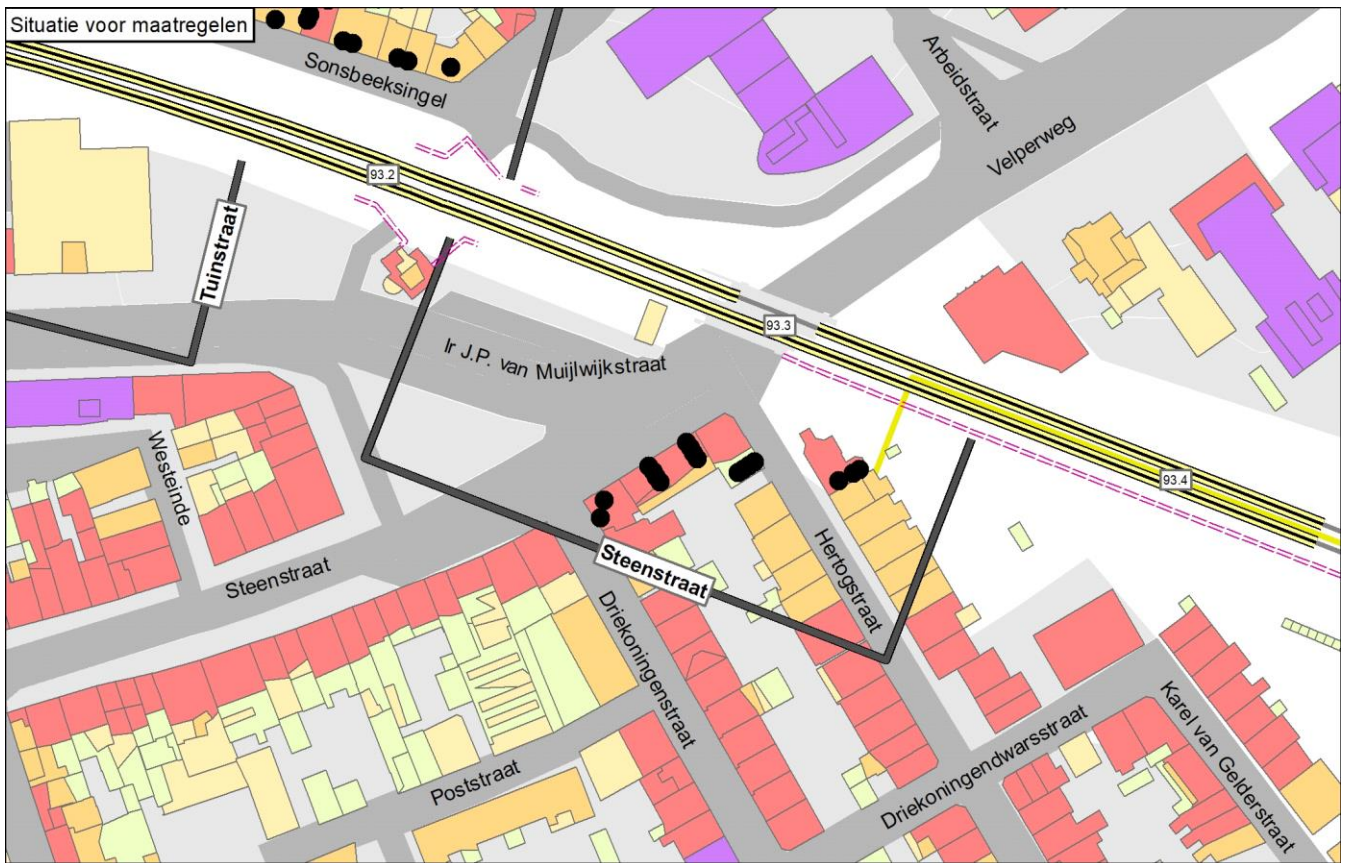 Situatie voor maatregelen
Sonsbeeksingel
Arbeidstraat
Velperweg
93.2
Tuinstraat
93.3
Ir J.P. van Muijlwijkstraat
Westeinde
93.4
Steenstraat
Steenstraat
Hertogstraat
Driekoningenstraat
Poststraat
Driekoningendwarsstraat
Karel van Gelderstraat